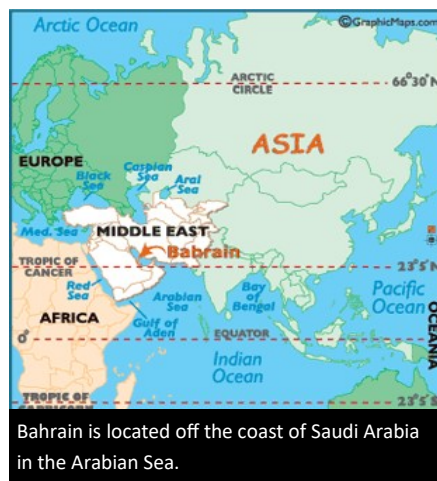 ©GraphicMaps.com
Arctic Ocean
ARCTIC
CIRCLE
66°30'N
ASIA
EUROPE
Black
Sea
Caspian
Sea
Aral
Sea
Med. Sea
MIDDLE EAST
Babrain
TROPIC OF
CANCER
23°5'N
Red
Sea
Arabian
Sea
Bay
of
Bengal
Pacific
Ocean
OCEANIA
AFRICA
Gulf of
Aden
EQUATOR
0°
Indian
Ocean
TROPIC OF
CAPRICORN
23°5'S
Bahrain is located off the coast of Saudi Arabia
in the Arabian Sea.